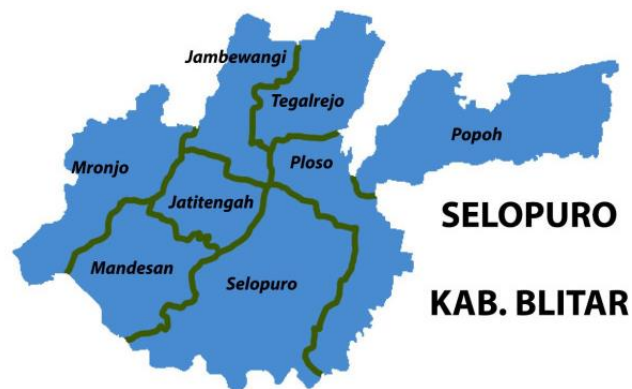 Jambewangi
Tegalrejo
Popoh
Mronjo
Ploso
Jatitengah
SELOPURO
Mandesan
Selopuro
KAB. BLITAR